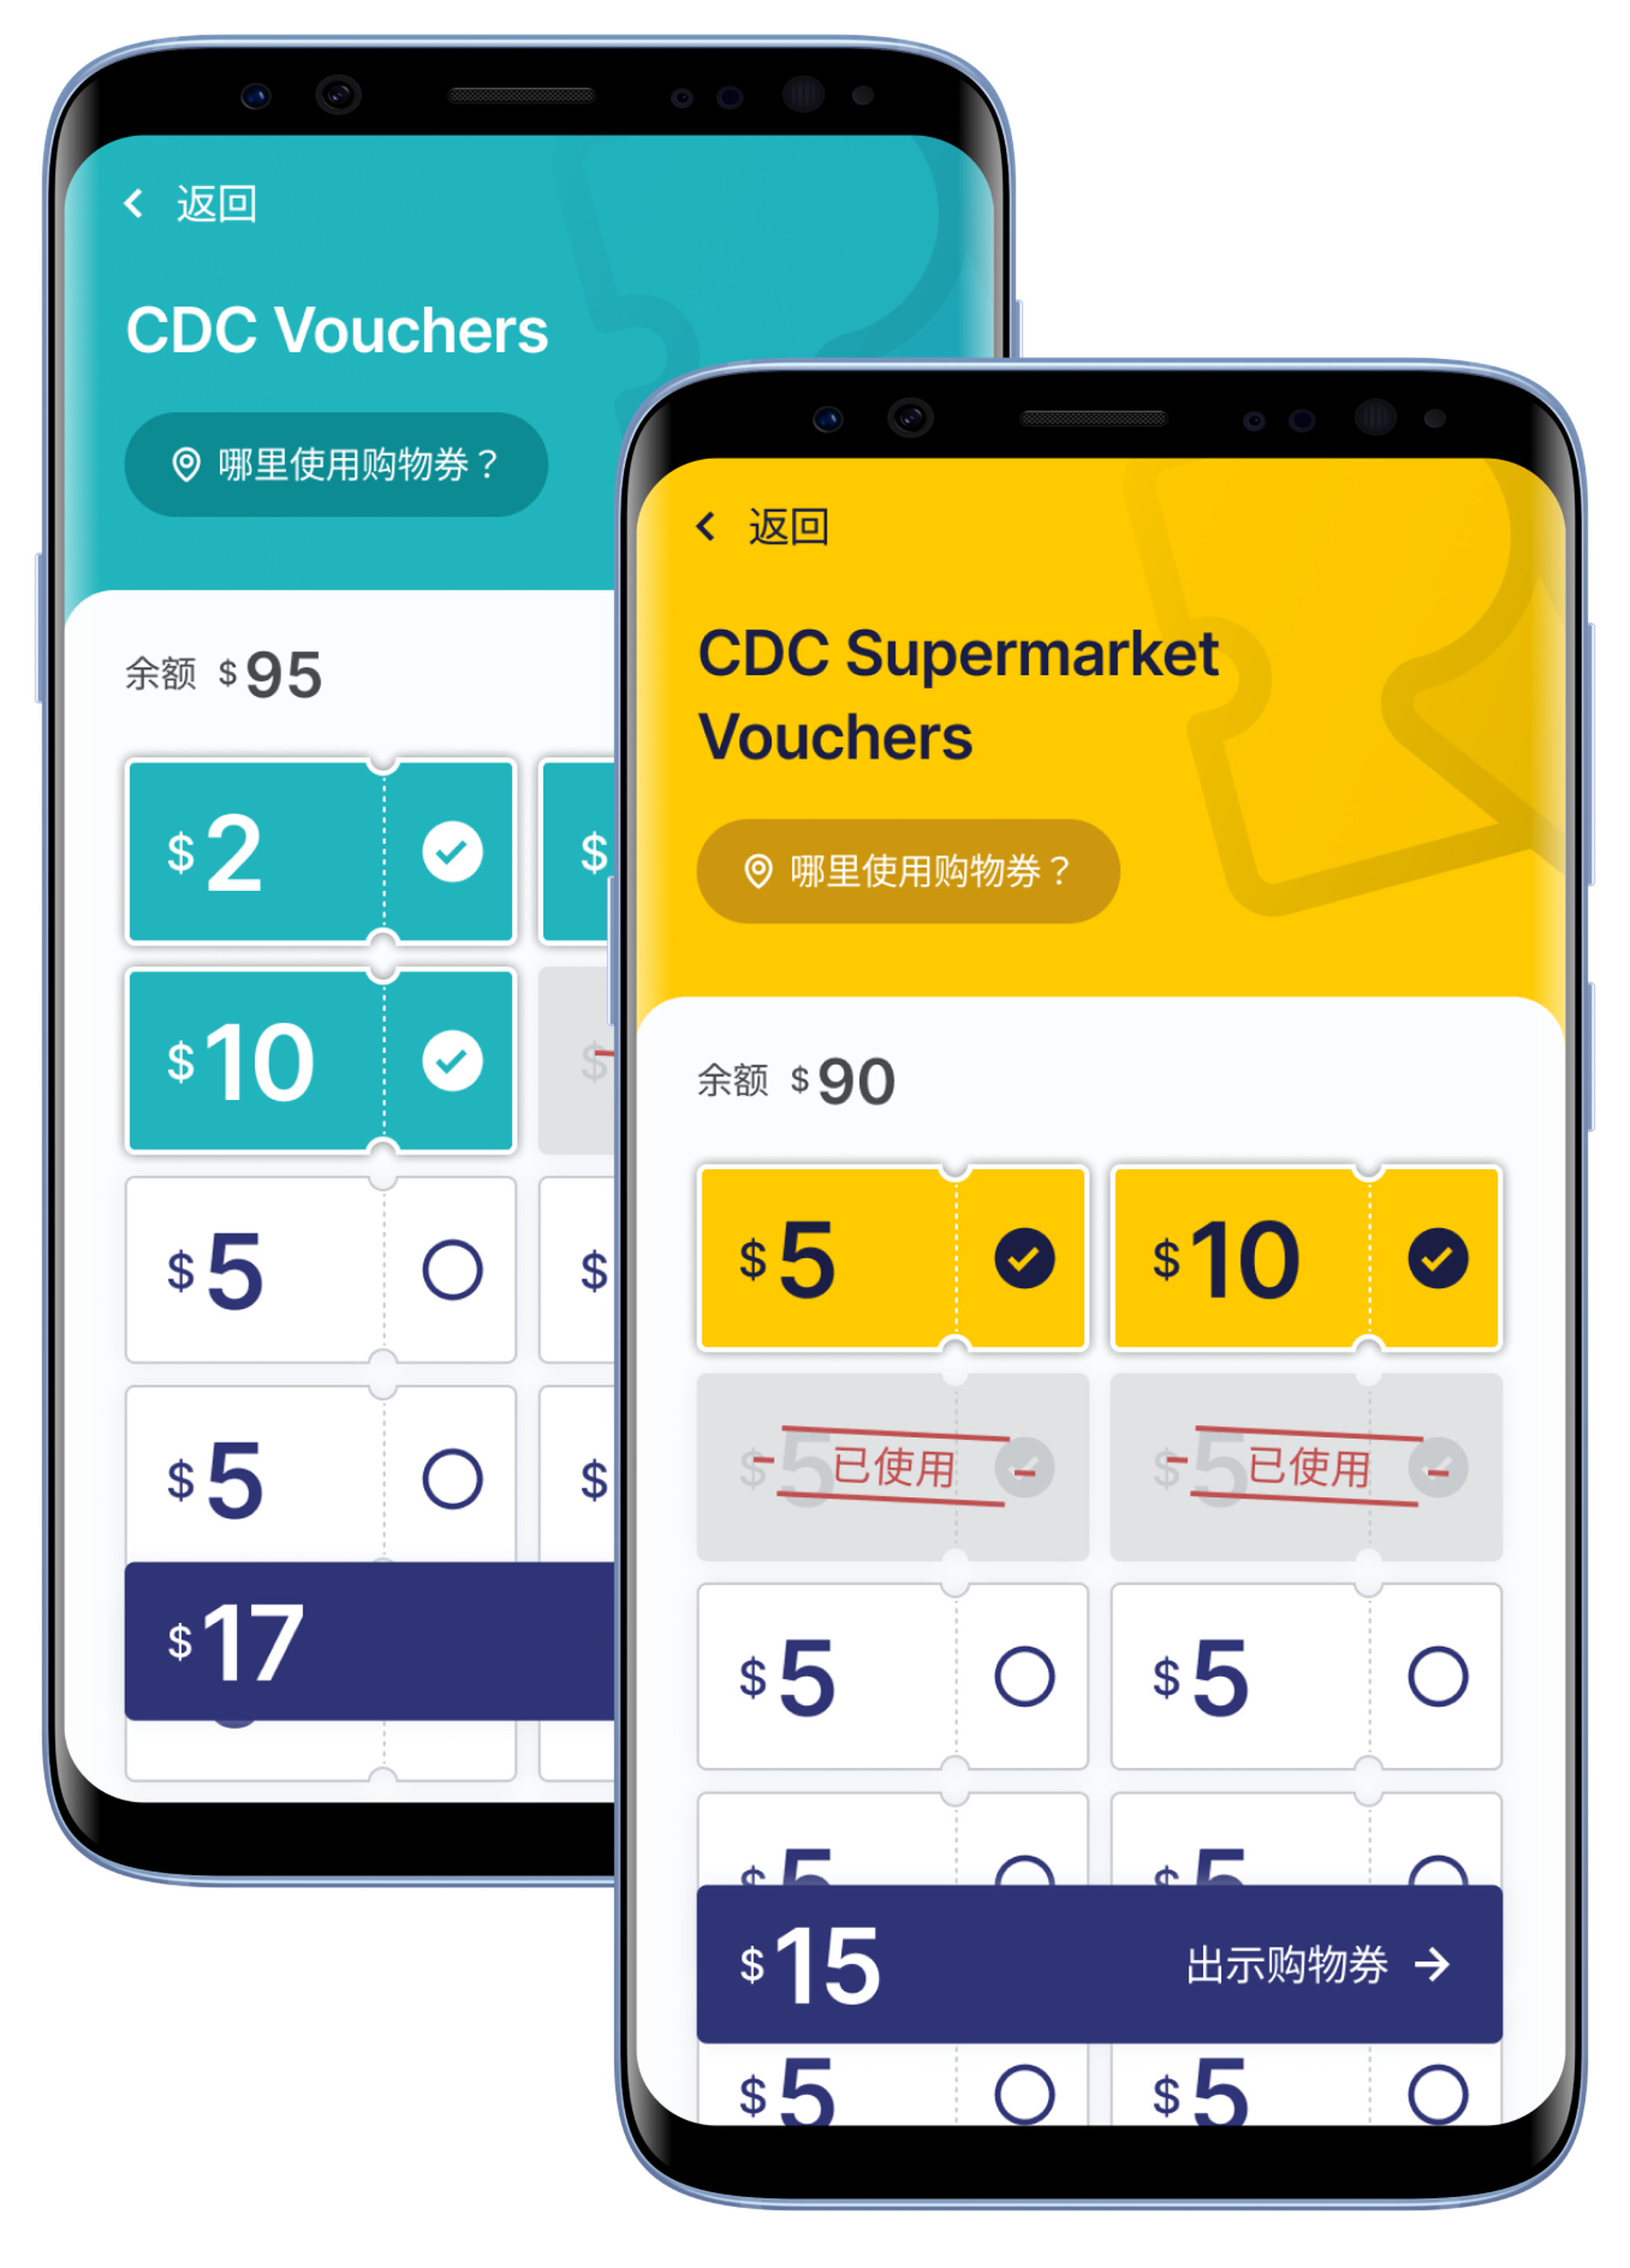 返回
CDC Vouchers
哪里使用购物券？
余额 $95
$2 $
$10 $
$5 $
$5 $
$17
返回
CDC Supermarket
Vouchers
哪里使用购物券？
余额 $90
$5 $10
$5 已使用 $5 已使用
$5 $5
$5 $5
$15 出示购物券
$5 $5